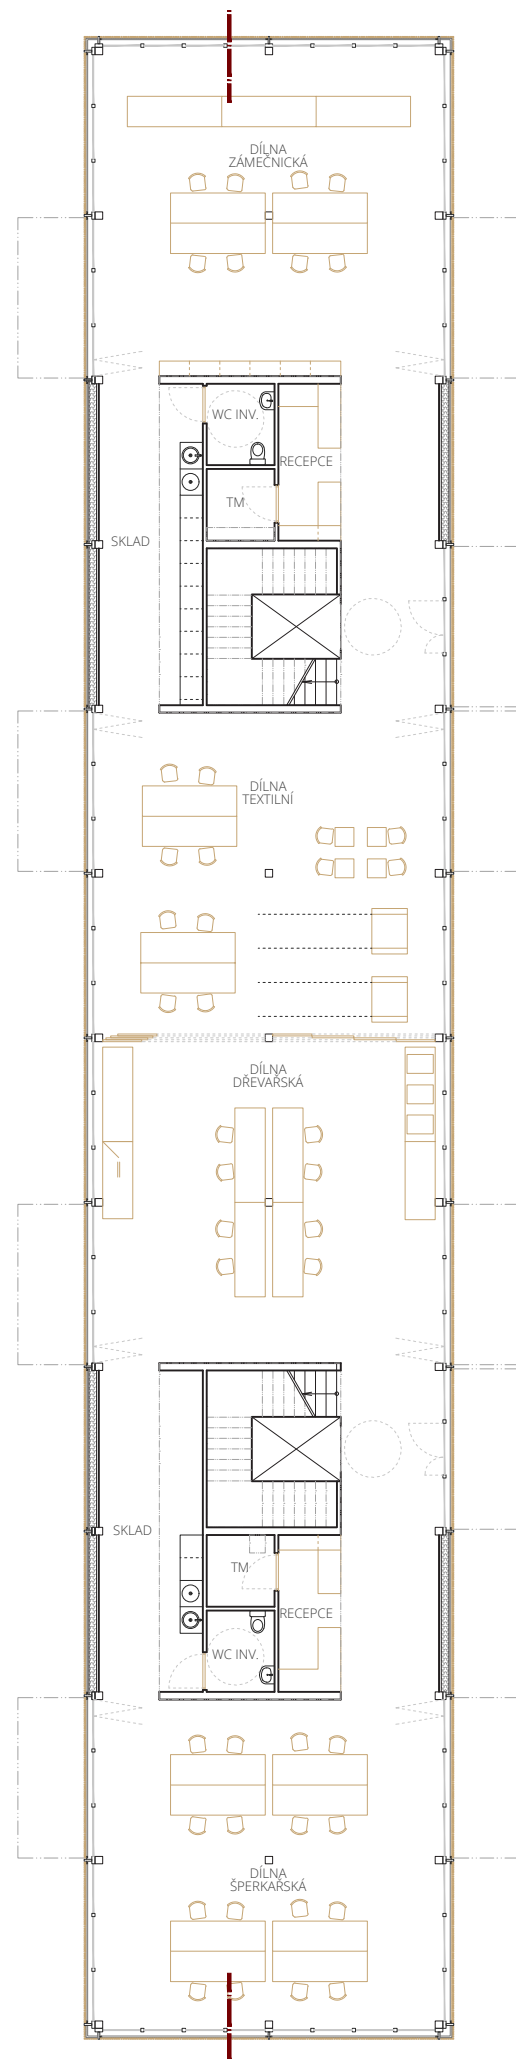 DÍLNA
ZÁMEČNICKÁ
WC INV.
RECEPCE
TM
SKLAD
DÍLNA
TEXTILNÍ
DÍLNA
DŘEVAŘSKÁ
SKLAD
TM
RECEPCE
WC INV.
DÍLNA
ŠPERKAŘSKÁ